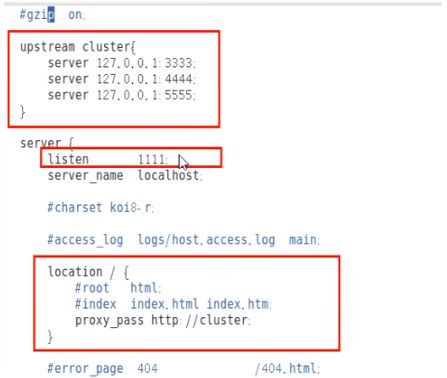 #gzip on;
upstream cluster{
server 127.0.0.1:3333;
server 127.0.0.1:4444;
server 127.0.0.1:5555;
}
server {
listen 1111;
server_name localhost;
#charset koi8-r;
#access_log logs/host.access.log main;
location / {
#root html;
#index index.html index.htm;
proxy_pass http://cluster;
}
#error_page 404 /404.html;